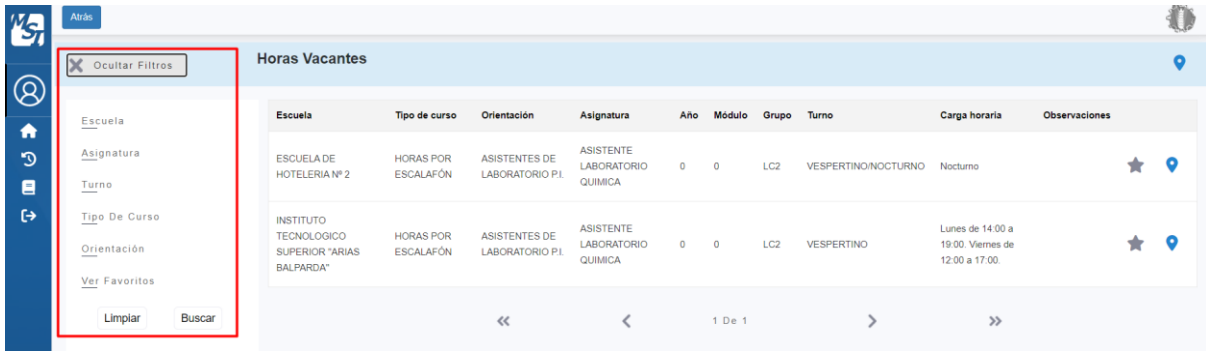 MST
Atrás
Ocultar Filtros
Horas Vacantes
Escuela
Asignatura
Turno
Tipo De Curso
Orientación
Ver Favoritos
Limpiar Buscar
Escuela Tipo de curso Orientación Asignatura Año Módulo Grupo Turno Carga horaria Observaciones
ESCUELA DE
HOTELERIA Nº 2
HORAS POR
ESCALAFÓN
ASISTENTES DE
LABORATORIO P.I.
ASISTENTE
LABORATORIO
QUIMICA
0
0
LC2
VESPERTINO/NOCTURNO
Nocturno
INSTITUTO
TECNOLOGICO
SUPERIOR "ARIAS
BALPARDA"
HORAS POR
ESCALAFÓN
ASISTENTES DE
LABORATORIO P.I.
ASISTENTE
LABORATORIO
QUIMICA
0
0
LC2
VESPERTINO
Lunes de 14:00 a
19:00. Viernes de
12:00 a 17:00.
1 De 1